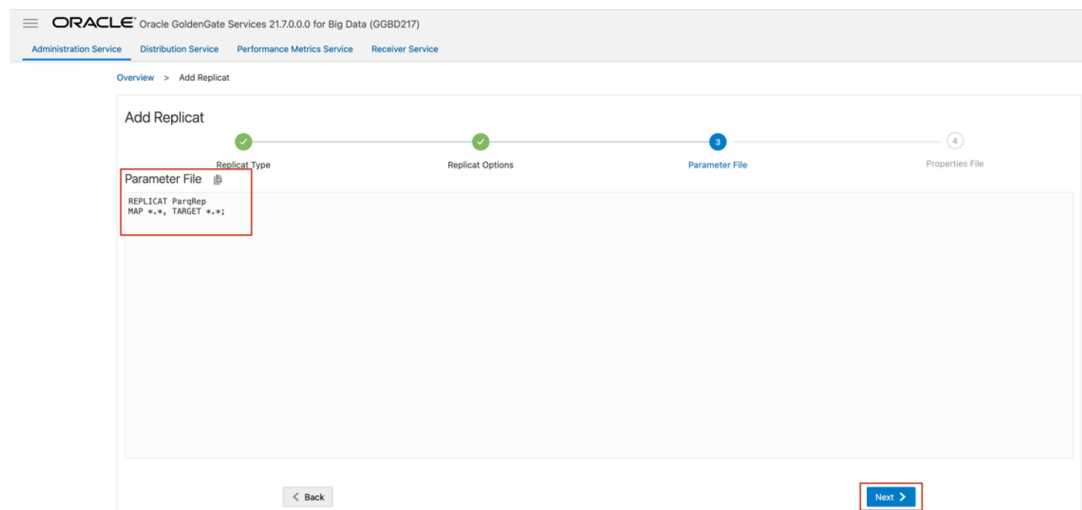 ORACLE® Oracle GoldenGate Services 21.7.0.0.0 for Big Data (GGBD217)
Administration Service Distribution Service Performance Metrics Service Receiver Service
Overview > Add Replicat
Add Replicat
3 4
Replicat Type Replicat Options Parameter File Properties File
Parameter File
REPLICAT ParqRep
MAP *.*, TARGET *.*;
Back Next